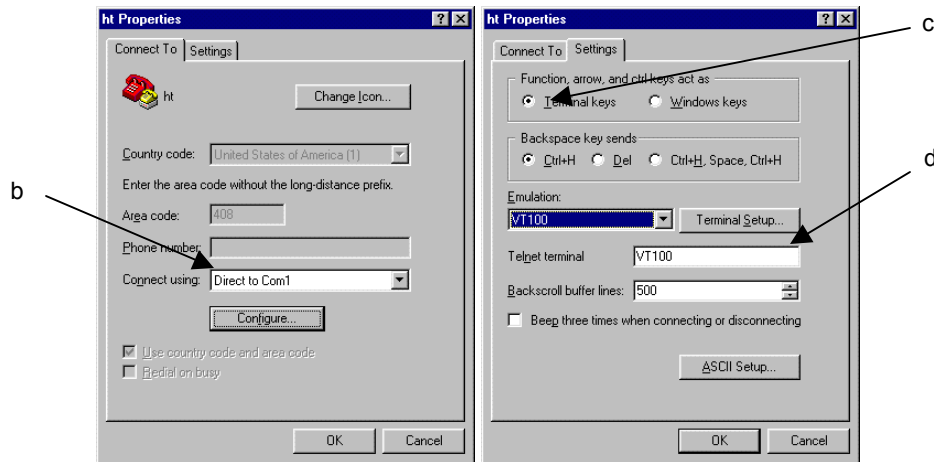 ht Properties
Connect To Settings
ht
Change Icon...
Country code: United States of America (1)
Enter the area code without the long-distance prefix.
Area code: 408
Phone number:
Connect using: Direct to Com1
Configure...
Use country code and area code
Redial on busy
OK Cancel
b
ht Properties
Connect To Settings
Function, arrow, and ctrl keys act as
Terminal keys Windows keys
Backspace key sends
Ctrl+H Del Ctrl+H, Space, Ctrl+H
Emulation:
VT100 Terminal Setup...
Telnet terminal VT100
Backscroll buffer lines: 500
Beep three times when connecting or disconnecting
ASCII Setup...
OK Cancel
c
d